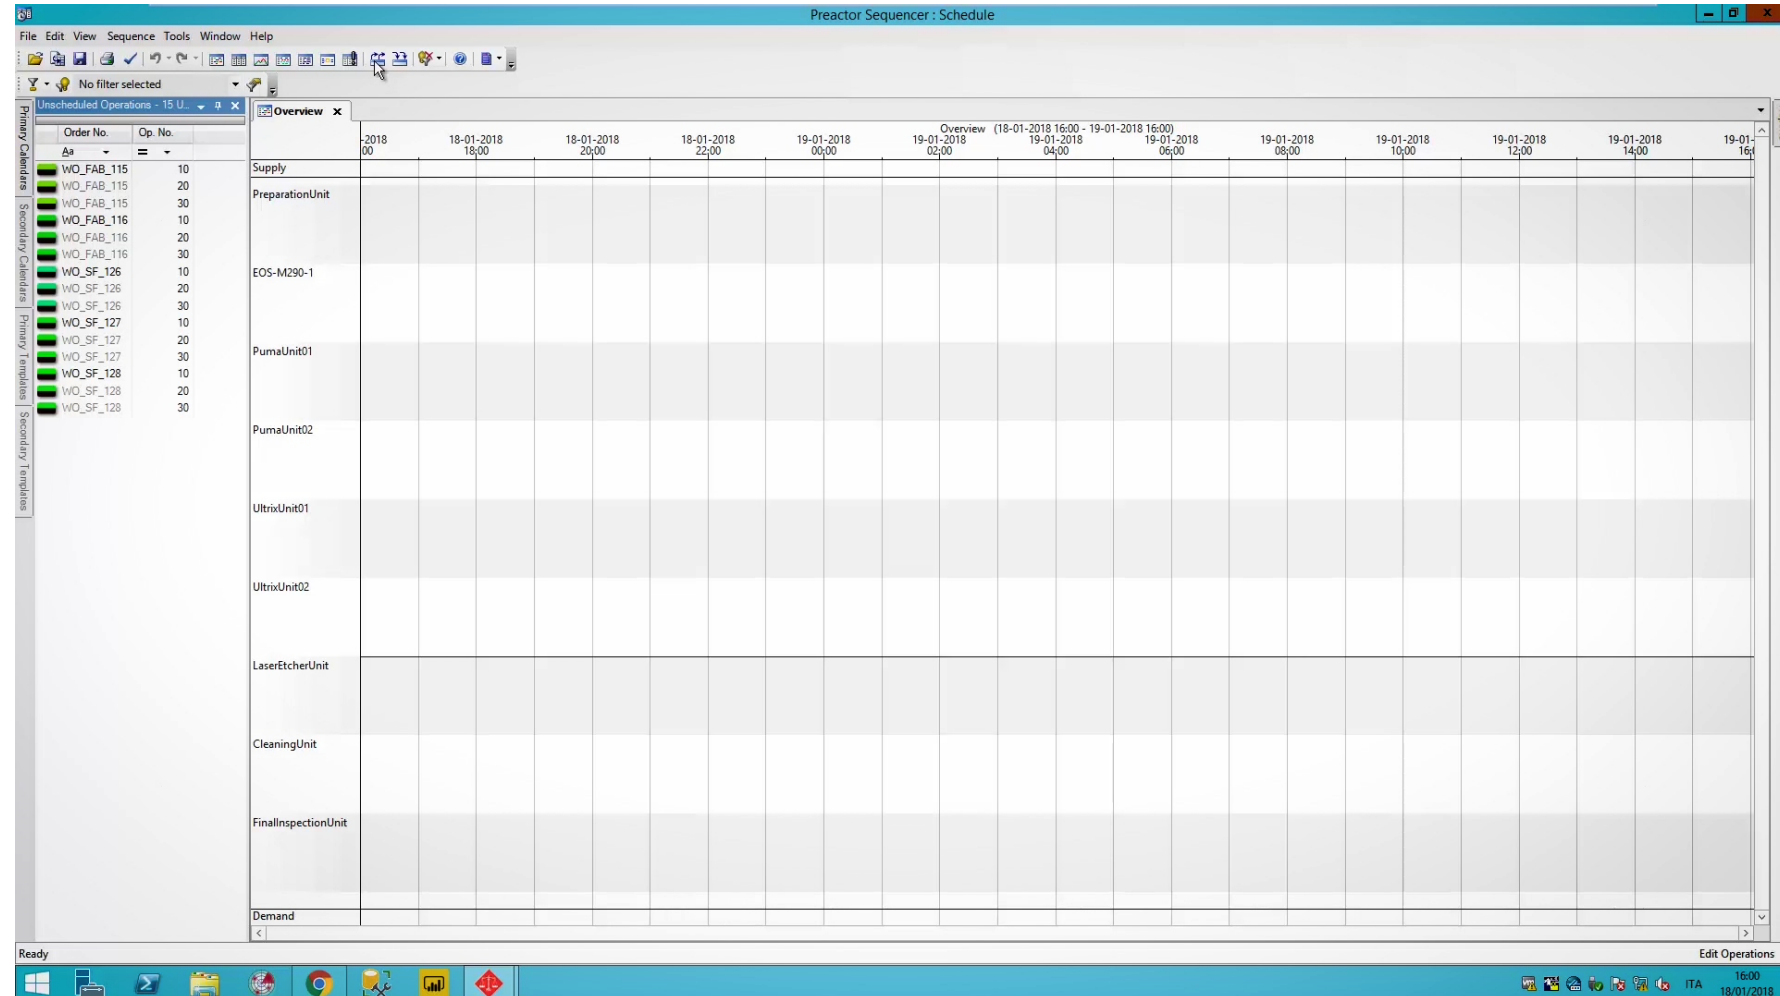 Preactor Sequencer : Schedule
File Edit View Sequence Tools Window Help
No filter selected
Unscheduled Operations - 15 U...
Overview
Order No. Op. No.
Aa =
WO_FAB_115 10
WO_FAB_115 20
WO_FAB_115 30
WO_FAB_116 10
WO_FAB_116 20
WO_FAB_116 30
WO_SF_126 10
WO_SF_126 20
WO_SF_126 30
WO_SF_127 10
WO_SF_127 20
WO_SF_127 30
WO_SF_128 10
WO_SF_128 20
WO_SF_128 30
Primary Calendars
Secondary Calendars
Primary Templates
Secondary Templates
Overview (18-01-2018 16:00 - 19-01-2018 16:00)
-2018 18-01-2018 18-01-2018 18-01-2018 19-01-2018 19-01-2018 19-01-2018 19-01-2018 19-01-2018 19-01-2018 19-01-2018 19-01-2018 19-01-
00 18:00 20:00 22:00 00:00 02:00 04:00 06:00 08:00 10:00 12:00 14:00 16:
Supply
PreparationUnit
EOS-M290-1
PumaUnit01
PumaUnit02
UltrixUnit01
UltrixUnit02
LaserEtcherUnit
CleaningUnit
FinalInspectionUnit
Demand
Ready Edit Operations
ITA 16:00
18/01/2018